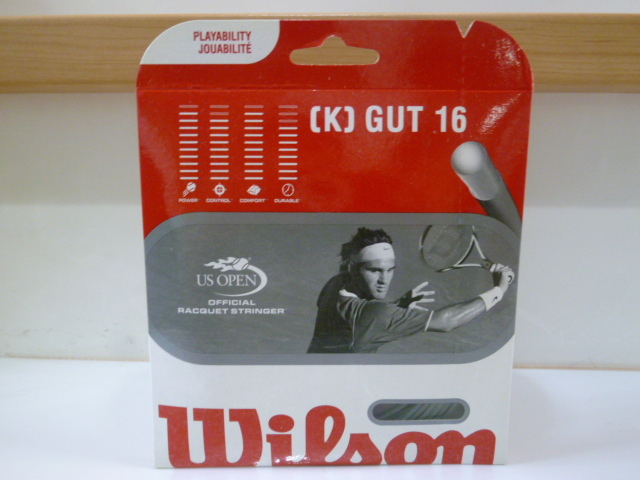 PLAYABILITY
JOUABILITÉ
(K) GUT 16
POWER CONTROL COMFORT DURABLE
US OPEN
OFFICIAL
RACQUET STRINGER
Wilson